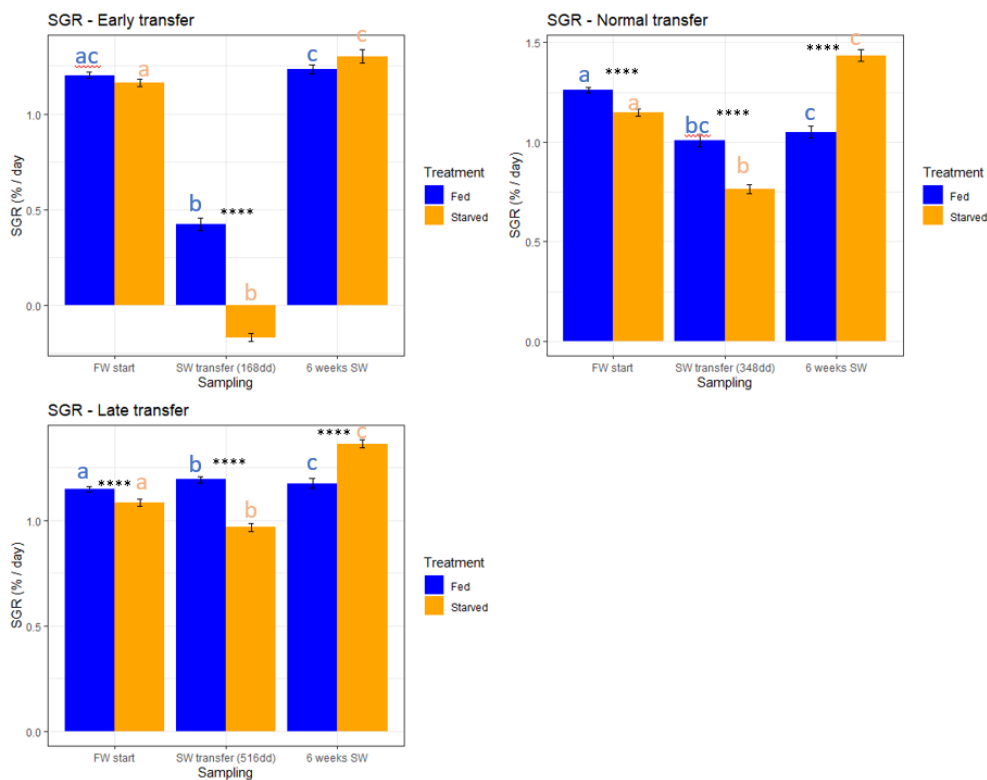 SGR - Early transfer
ac
a
b
****
b
c
c
1.0
0.5
0.0
SGR (% / day)
FW start
SW transfer (168dd)
6 weeks SW
Sampling
Treatment
Fed
Starved
SGR - Normal transfer
a
****
a
bc
****
b
c
****
c
1.5
1.0
0.5
0.0
SGR (% / day)
FW start
SW transfer (348dd)
6 weeks SW
Sampling
Treatment
Fed
Starved
SGR - Late transfer
a
****
a
b
****
b
c
****
c
1.0
0.5
0.0
SGR (% / day)
FW start
SW transfer (516dd)
6 weeks SW
Sampling
Treatment
Fed
Starved